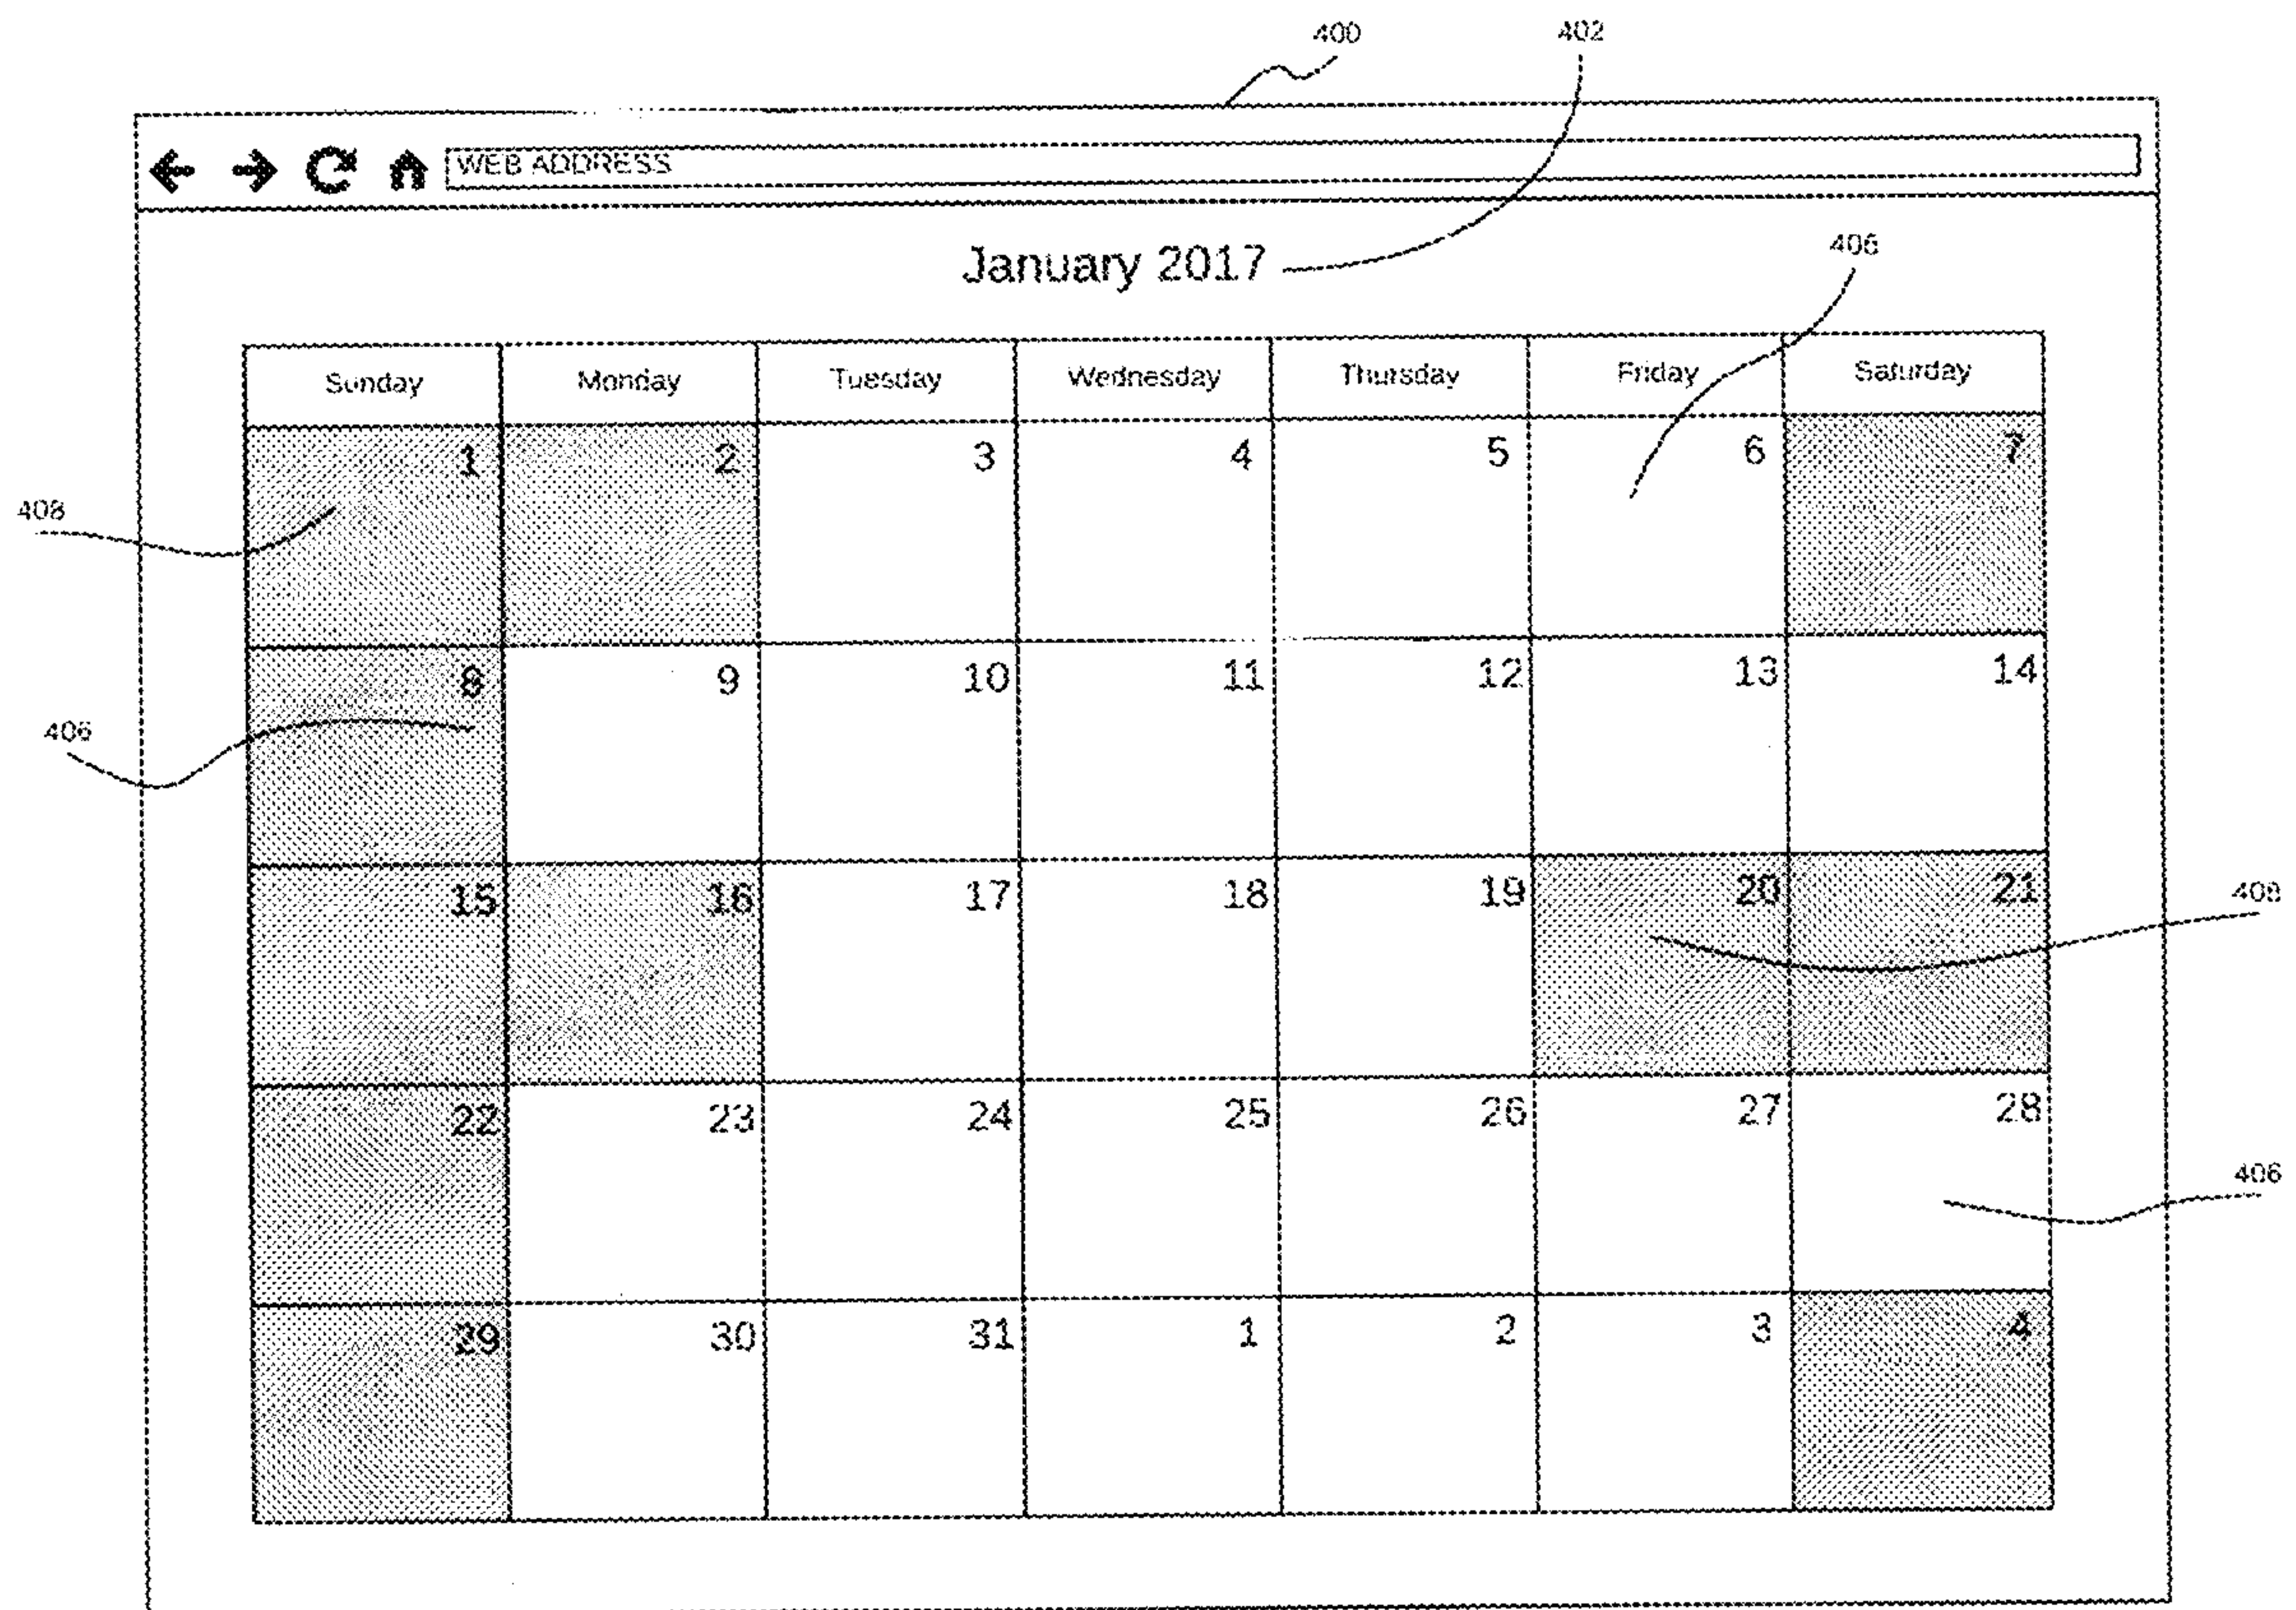 400 402
WEB ADDRESS
January 2017
406
Sunday Monday Tuesday Wednesday Thursday Friday Saturday
1 2 3 4 5 6 7
408
8 9 10 11 12 13 14
406
15 16 17 18 19 20 21
408
22 23 24 25 26 27 28
406
29 30 31 1 2 3 4